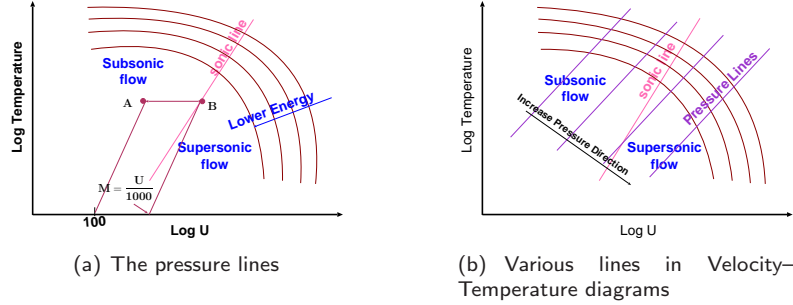 Log Temperature
Subsonic
flow
sonic line
A
B
Lower Energy
Supersonic
flow
M = U
1000
100
Log U
(a) The pressure lines
Log Temperature
Subsonic
flow
sonic line
Pressure Lines
Increase Pressure Direction
Supersonic
flow
Log U
(b) Various lines in Velocity–
Temperature diagrams